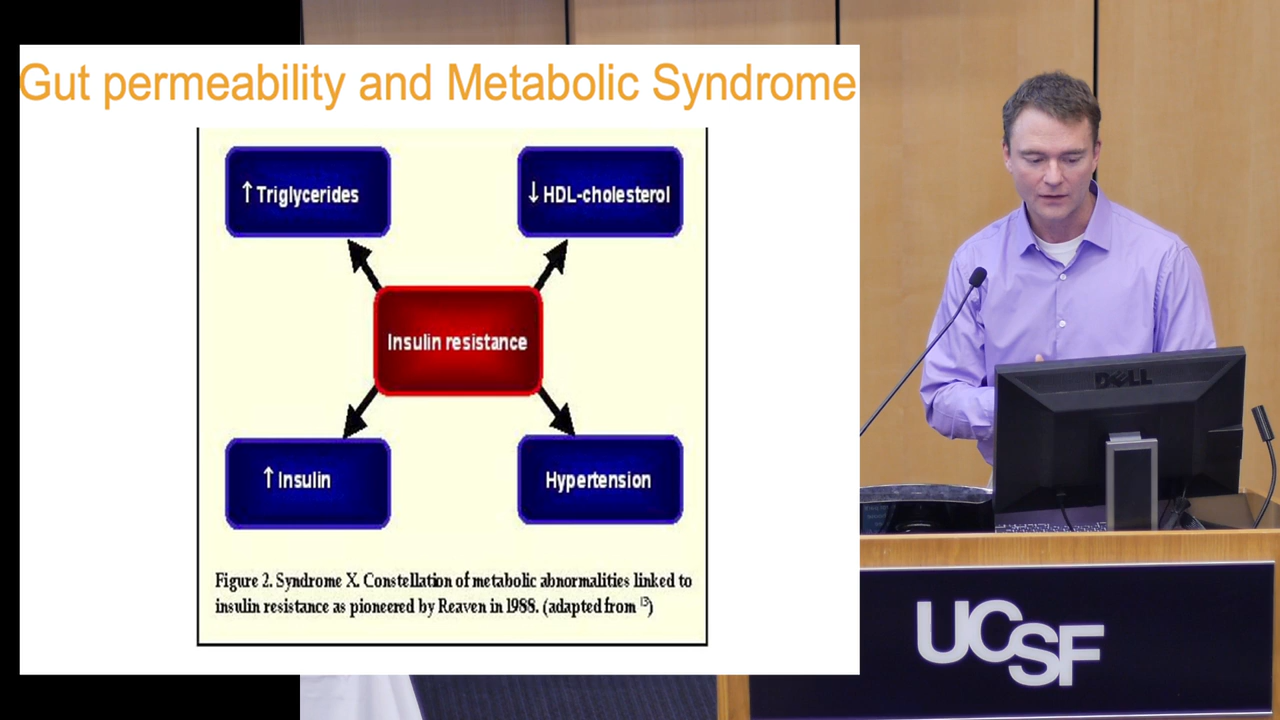 Gut permeability and Metabolic Syndrome
↑ Triglycerides
↓ HDL-cholesterol
Insulin resistance
↑ Insulin
Hypertension
Figure 2. Syndrome X. Constellation of metabolic abnormalities linked to
insulin resistance as pioneered by Reaven in 1988. (adapted from 13)
DELL
UCSF